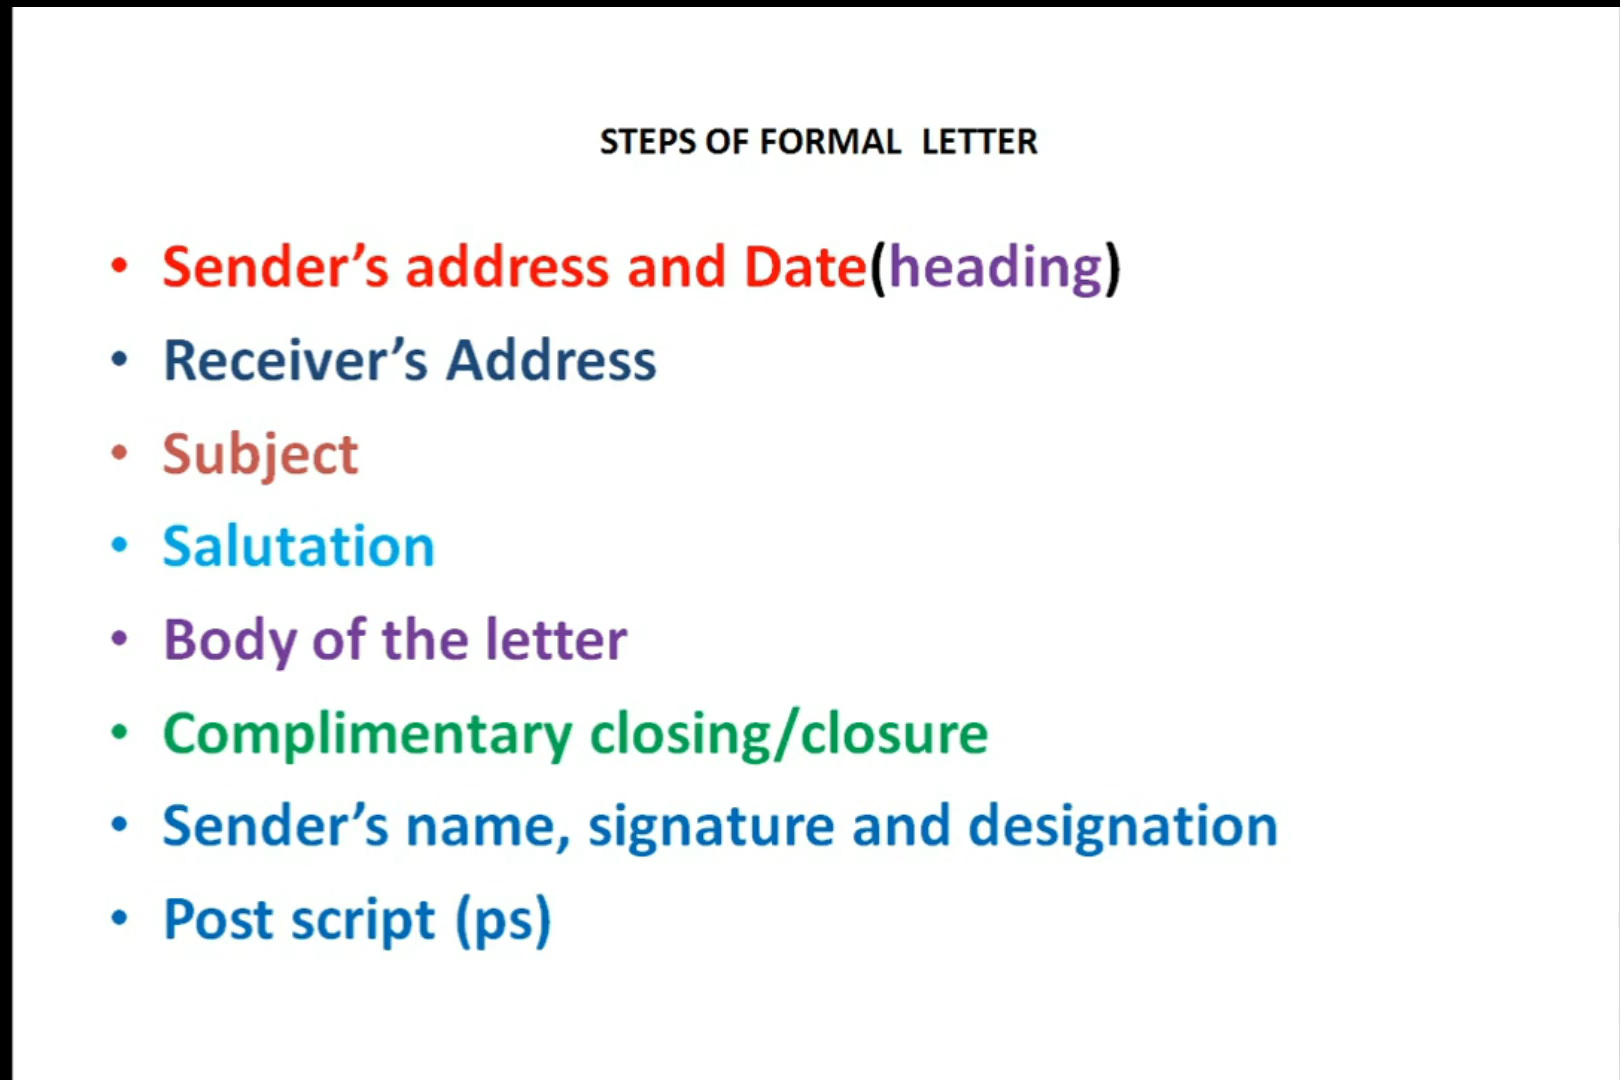 STEPS OF FORMAL LETTER
• Sender’s address and Date(heading)
• Receiver’s Address
• Subject
• Salutation
• Body of the letter
• Complimentary closing/closure
• Sender’s name, signature and designation
• Post script (ps)